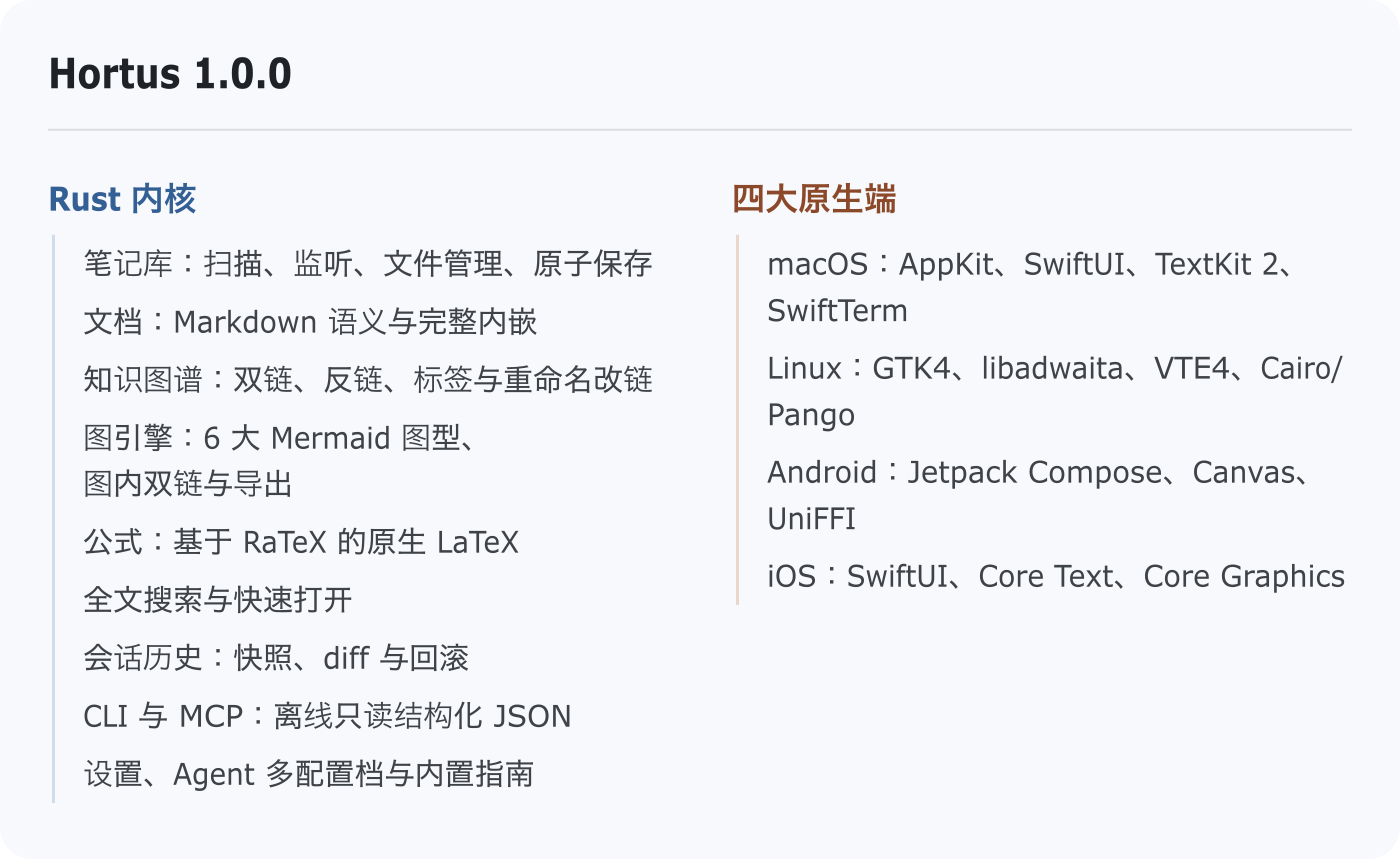 Hortus 1.0.0
Rust 内核
笔记库：扫描、监听、文件管理、原子保存
文档：Markdown 语义与完整内嵌
知识图谱：双链、反链、标签与重命名改链
图引擎：6 大 Mermaid 图型、
图内双链与导出
公式：基于 RaTeX 的原生 LaTeX
全文搜索与快速打开
会话历史：快照、diff 与回滚
CLI 与 MCP：离线只读结构化 JSON
设置、Agent 多配置档与内置指南
四大原生端
macOS：AppKit、SwiftUI、TextKit 2、
SwiftTerm
Linux：GTK4、libadwaita、VTE4、Cairo/
Pango
Android：Jetpack Compose、Canvas、
UniFFI
iOS：SwiftUI、Core Text、Core Graphics